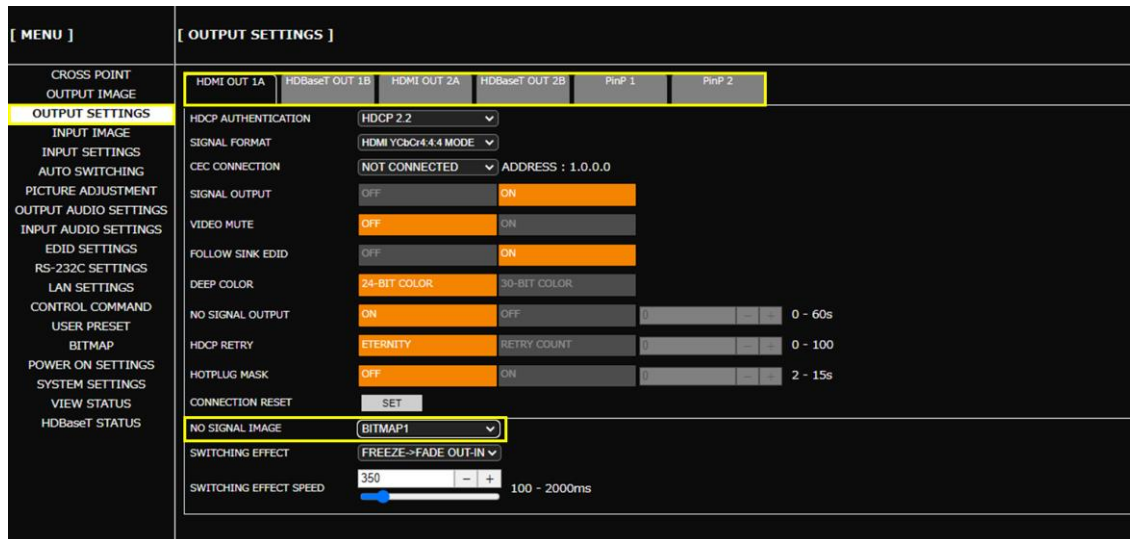 [ MENU ]
[ OUTPUT SETTINGS ]
CROSS POINT
OUTPUT IMAGE
OUTPUT SETTINGS
INPUT IMAGE
INPUT SETTINGS
AUTO SWITCHING
PICTURE ADJUSTMENT
OUTPUT AUDIO SETTINGS
INPUT AUDIO SETTINGS
EDID SETTINGS
RS-232C SETTINGS
LAN SETTINGS
CONTROL COMMAND
USER PRESET
BITMAP
POWER ON SETTINGS
SYSTEM SETTINGS
VIEW STATUS
HDBaseT STATUS
HDMI OUT 1A HDBaseT OUT 1B HDMI OUT 2A HDBaseT OUT 2B PinP 1 PinP 2
HDCP AUTHENTICATION HDCP 2.2
SIGNAL FORMAT HDMI YCbCr4:4:4 MODE
CEC CONNECTION NOT CONNECTED ADDRESS : 1.0.0.0
SIGNAL OUTPUT OFF ON
VIDEO MUTE OFF ON
FOLLOW SINK EDID OFF ON
DEEP COLOR 24-BIT COLOR 30-BIT COLOR
NO SIGNAL OUTPUT ON OFF 0 - + 0 - 60s
HDCP RETRY ETERNITY RETRY COUNT 0 - + 0 - 100
HOTPLUG MASK OFF ON 0 - + 2 - 15s
CONNECTION RESET SET
NO SIGNAL IMAGE BITMAP1
SWITCHING EFFECT FREEZE->FADE OUT-IN
SWITCHING EFFECT SPEED 350 - + 100 - 2000ms